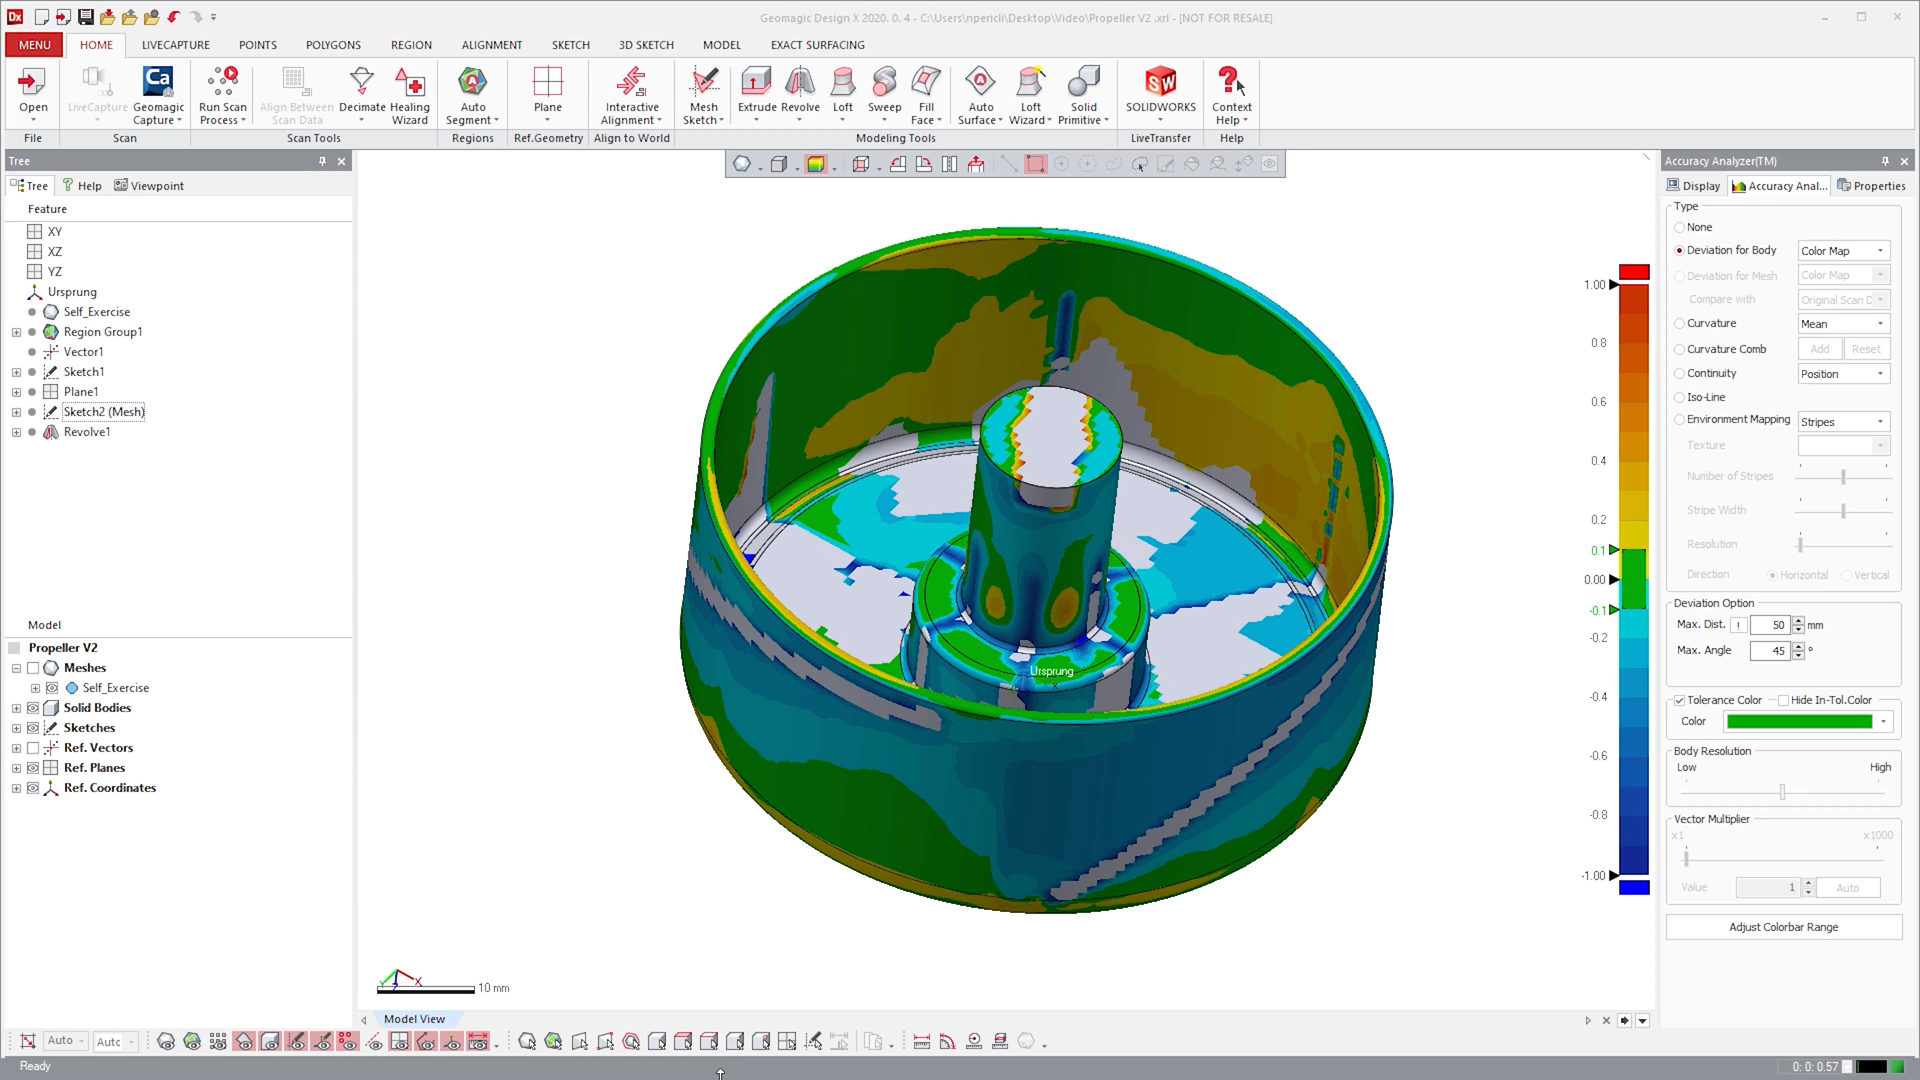 Dx
Geomagic Design X 2020. 0. 4 - C:\Users\npericli\Desktop\Video\Propeller V2 .xrl - [NOT FOR RESALE]
MENU HOME LIVECAPTURE POINTS POLYGONS REGION ALIGNMENT SKETCH 3D SKETCH MODEL EXACT SURFACING
Open
LiveCapture
Geomagic Capture
Run Scan Process
Align Between Scan Data
Decimate
Healing Wizard
Auto Segment
Plane
Interactive Alignment
Mesh Sketch
Extrude
Revolve
Loft
Sweep
Fill Face
Auto Surface
Loft Wizard
Solid Primitive
SOLIDWORKS
Context Help
File Scan Scan Tools Regions Ref.Geometry Align to World Modeling Tools LiveTransfer Help
Tree
Tree Help Viewpoint
Feature
XY
XZ
YZ
Ursprung
Self_Exercise
Region Group1
Vector1
Sketch1
Plane1
Sketch2 (Mesh)
Revolve1
Model
Propeller V2
Meshes
Self_Exercise
Solid Bodies
Sketches
Ref. Vectors
Ref. Planes
Ref. Coordinates
Ursprung
1.00
0.8
0.6
0.4
0.2
0.1
0.00
-0.1
-0.2
-0.4
-0.6
-0.8
-1.00
X
10 mm
Model View
Accuracy Analyzer(TM)
Display Accuracy Anal... Properties
Type
None
Deviation for Body Color Map
Deviation for Mesh Color Map
Compare with Original Scan D
Curvature Mean
Curvature Comb Add Reset
Continuity Position
Iso-Line
Environment Mapping Stripes
Texture
Number of Stripes
Stripe Width
Resolution
Direction Horizontal Vertical
Deviation Option
Max. Dist. ! 50 mm
Max. Angle 45 °
Tolerance Color Hide In-Tol.Color
Color
Body Resolution
Low High
Vector Multiplier
x1 x1000
Value 1 Auto
Adjust Colorbar Range
Auto Auto
Ready
0: 0: 0.57